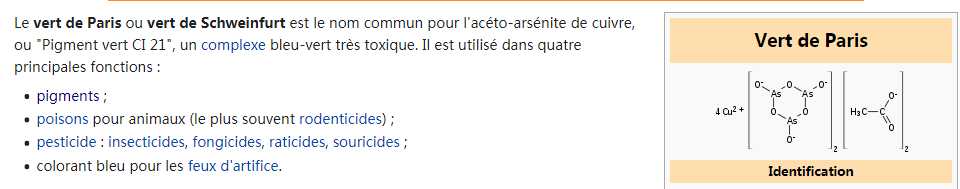 Le vert de Paris ou vert de Schweinfurt est le nom commun pour l'acéto-arsénite de cuivre,
ou "Pigment vert CI 21", un complexe bleu-vert très toxique. Il est utilisé dans quatre
principales fonctions :
• pigments ;
• poisons pour animaux (le plus souvent rodenticides) ;
• pesticide : insecticides, fongicides, raticides, souricides ;
• colorant bleu pour les feux d'artifice.
Vert de Paris
O- O O-
As As
4 Cu2 + O O H3C C O-
As O
O- 2 2
Identification